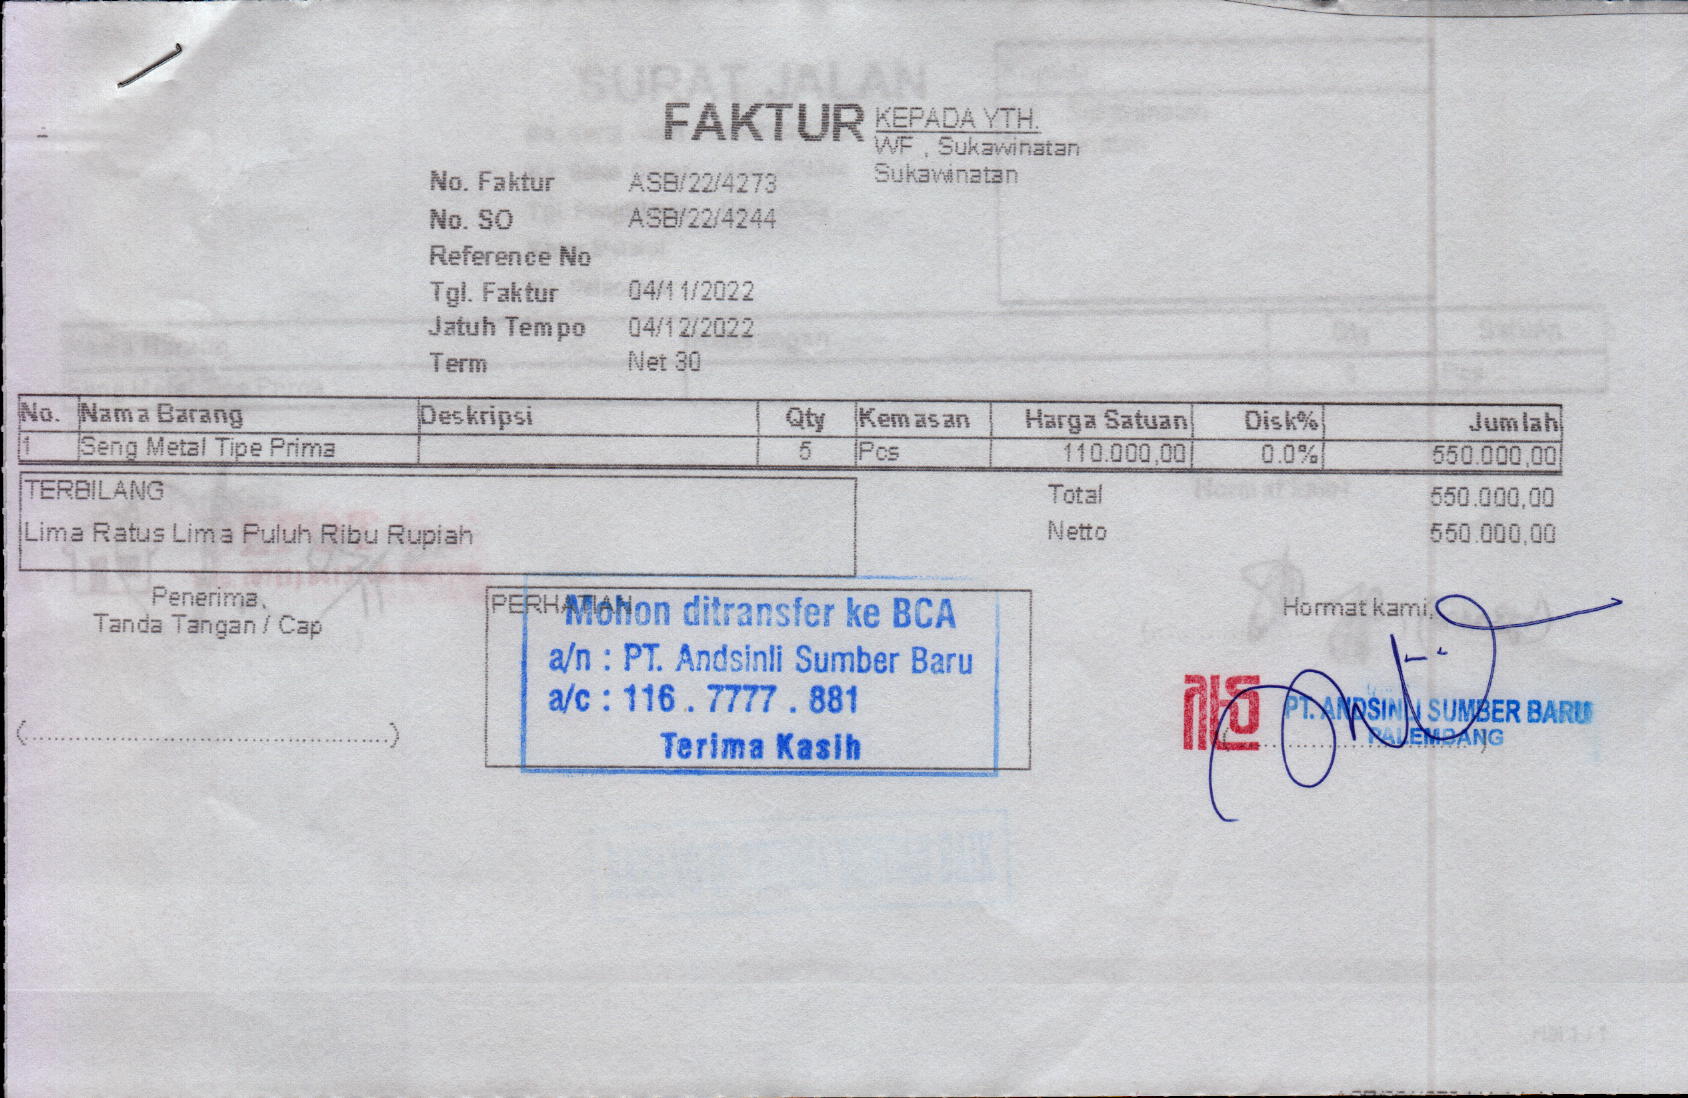 FAKTUR
KEPADA YTH.
WF , Sukawinatan
Sukawinatan
No. Faktur ASB/22/4273
No. SO ASB/22/4244
Reference No
Tgl. Faktur 04/11/2022
Jatuh Tempo 04/12/2022
Term Net 30
No. Nama Barang Deskripsi Qty Kemasan Harga Satuan Disk% Jumlah
1 Seng Metal Tipe Prima 5 Pcs 110.000,00 0.0% 550.000,00
TERBILANG
Lima Ratus Lima Puluh Ribu Rupiah
Total 550.000,00
Netto 550.000,00
Penerima,
Tanda Tangan / Cap
PERHATIAN
Mohon ditransfer ke BCA
a/n : PT. Andsinli Sumber Baru
a/c : 116 . 7777 . 881
Terima Kasih
Hormat kami,
PT. ANDSINLI SUMBER BARU
PALEMBANG
SURAT JALAN